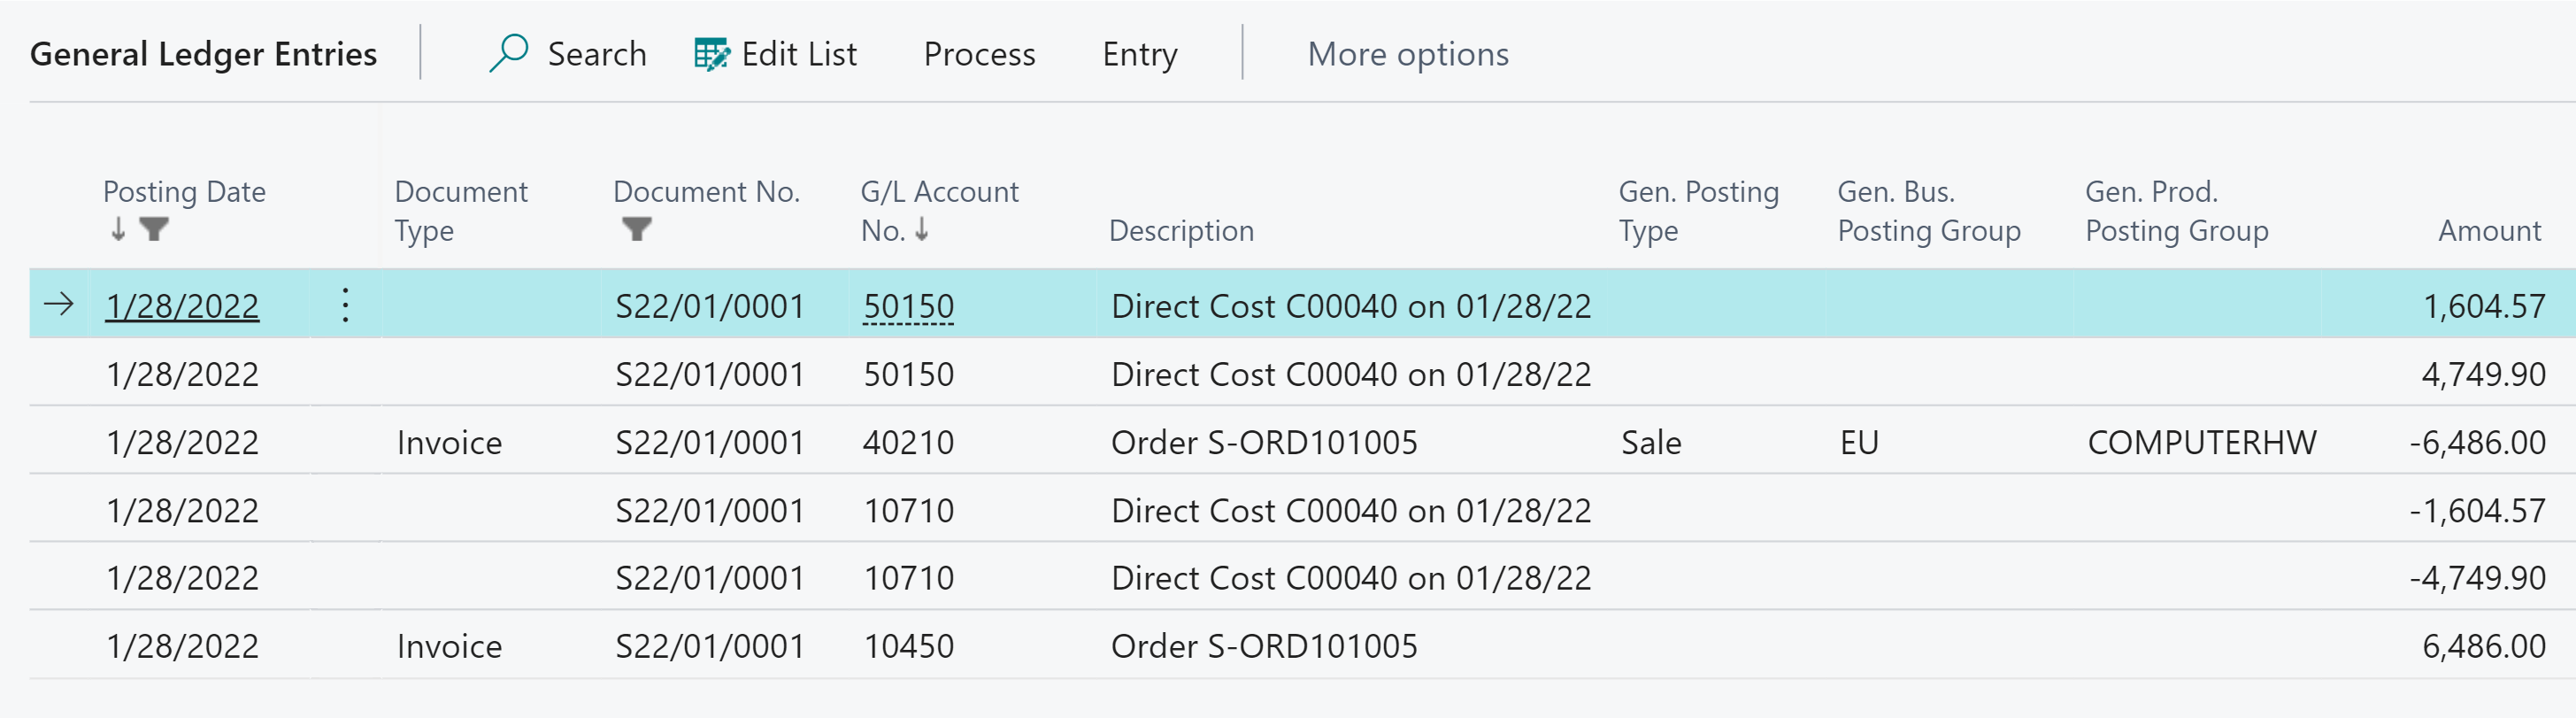 General Ledger Entries Search Edit List Process Entry More options
Posting Date Document Type Document No. G/L Account No. Description Gen. Posting Type Gen. Bus. Posting Group Gen. Prod. Posting Group Amount
1/28/2022 S22/01/0001 50150 Direct Cost C00040 on 01/28/22 1,604.57
1/28/2022 S22/01/0001 50150 Direct Cost C00040 on 01/28/22 4,749.90
1/28/2022 Invoice S22/01/0001 40210 Order S-ORD101005 Sale EU COMPUTERHW -6,486.00
1/28/2022 S22/01/0001 10710 Direct Cost C00040 on 01/28/22 -1,604.57
1/28/2022 S22/01/0001 10710 Direct Cost C00040 on 01/28/22 -4,749.90
1/28/2022 Invoice S22/01/0001 10450 Order S-ORD101005 6,486.00